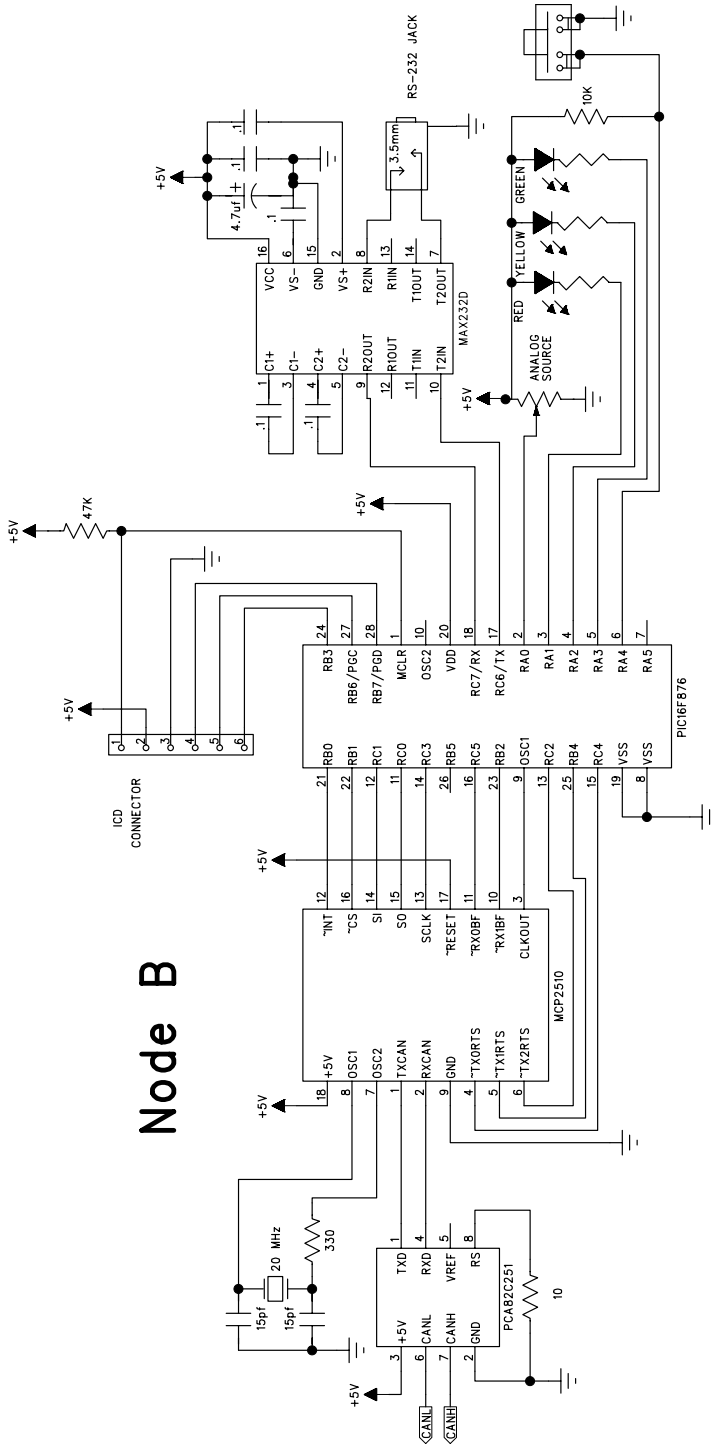 Node B
+5V
CANL
CANH
3 +5V
6 CANL
7 CANH
2 GND
TXD 1
RXD 4
VREF 5
RS 8
PCA82C251
10
15pf
15pf
20 MHz
330
+5V
18 +5V
8 OSC1
7 OSC2
1 TXCAN
2 RXCAN
9 GND
4 ~TX0RTS
5 ~TX1RTS
6 ~TX2RTS
~INT 12
~CS 16
SI 14
SO 15
SCLK 13
~RESET 17
~RX0BF 11
~RX1BF 10
CLKOUT 3
MCP2510
+5V
ICD
CONNECTOR
1
2
3
4
5
6
+5V
+5V
47K
21 RB0
22 RB1
12 RC1
11 RC0
14 RC3
26 RB5
16 RC5
23 RB2
9 OSC1
13 RC2
25 RB4
15 RC4
19 VSS
8 VSS
RB3 24
RB6/PGC 27
RB7/PGD 28
MCLR 1
OSC2 10
VDD 20
RC7/RX 18
RC6/TX 17
RA0 2
RA1 3
RA2 4
RA3 5
RA4 6
RA5 7
PIC16F876
+5V
.1
.1
1 C1+
3 C1-
4 C2+
5 C2-
9 R2OUT
12 R1OUT
11 T1IN
10 T2IN
VCC 16
VS- 6
GND 15
VS+ 2
R2IN 8
R1IN 13
T1OUT 14
T2OUT 7
MAX232D
+5V
4.7uf +
.1
.1
.1
3.5mm
RS-232 JACK
+5V
ANALOG
SOURCE
RED
YELLOW
GREEN
10K